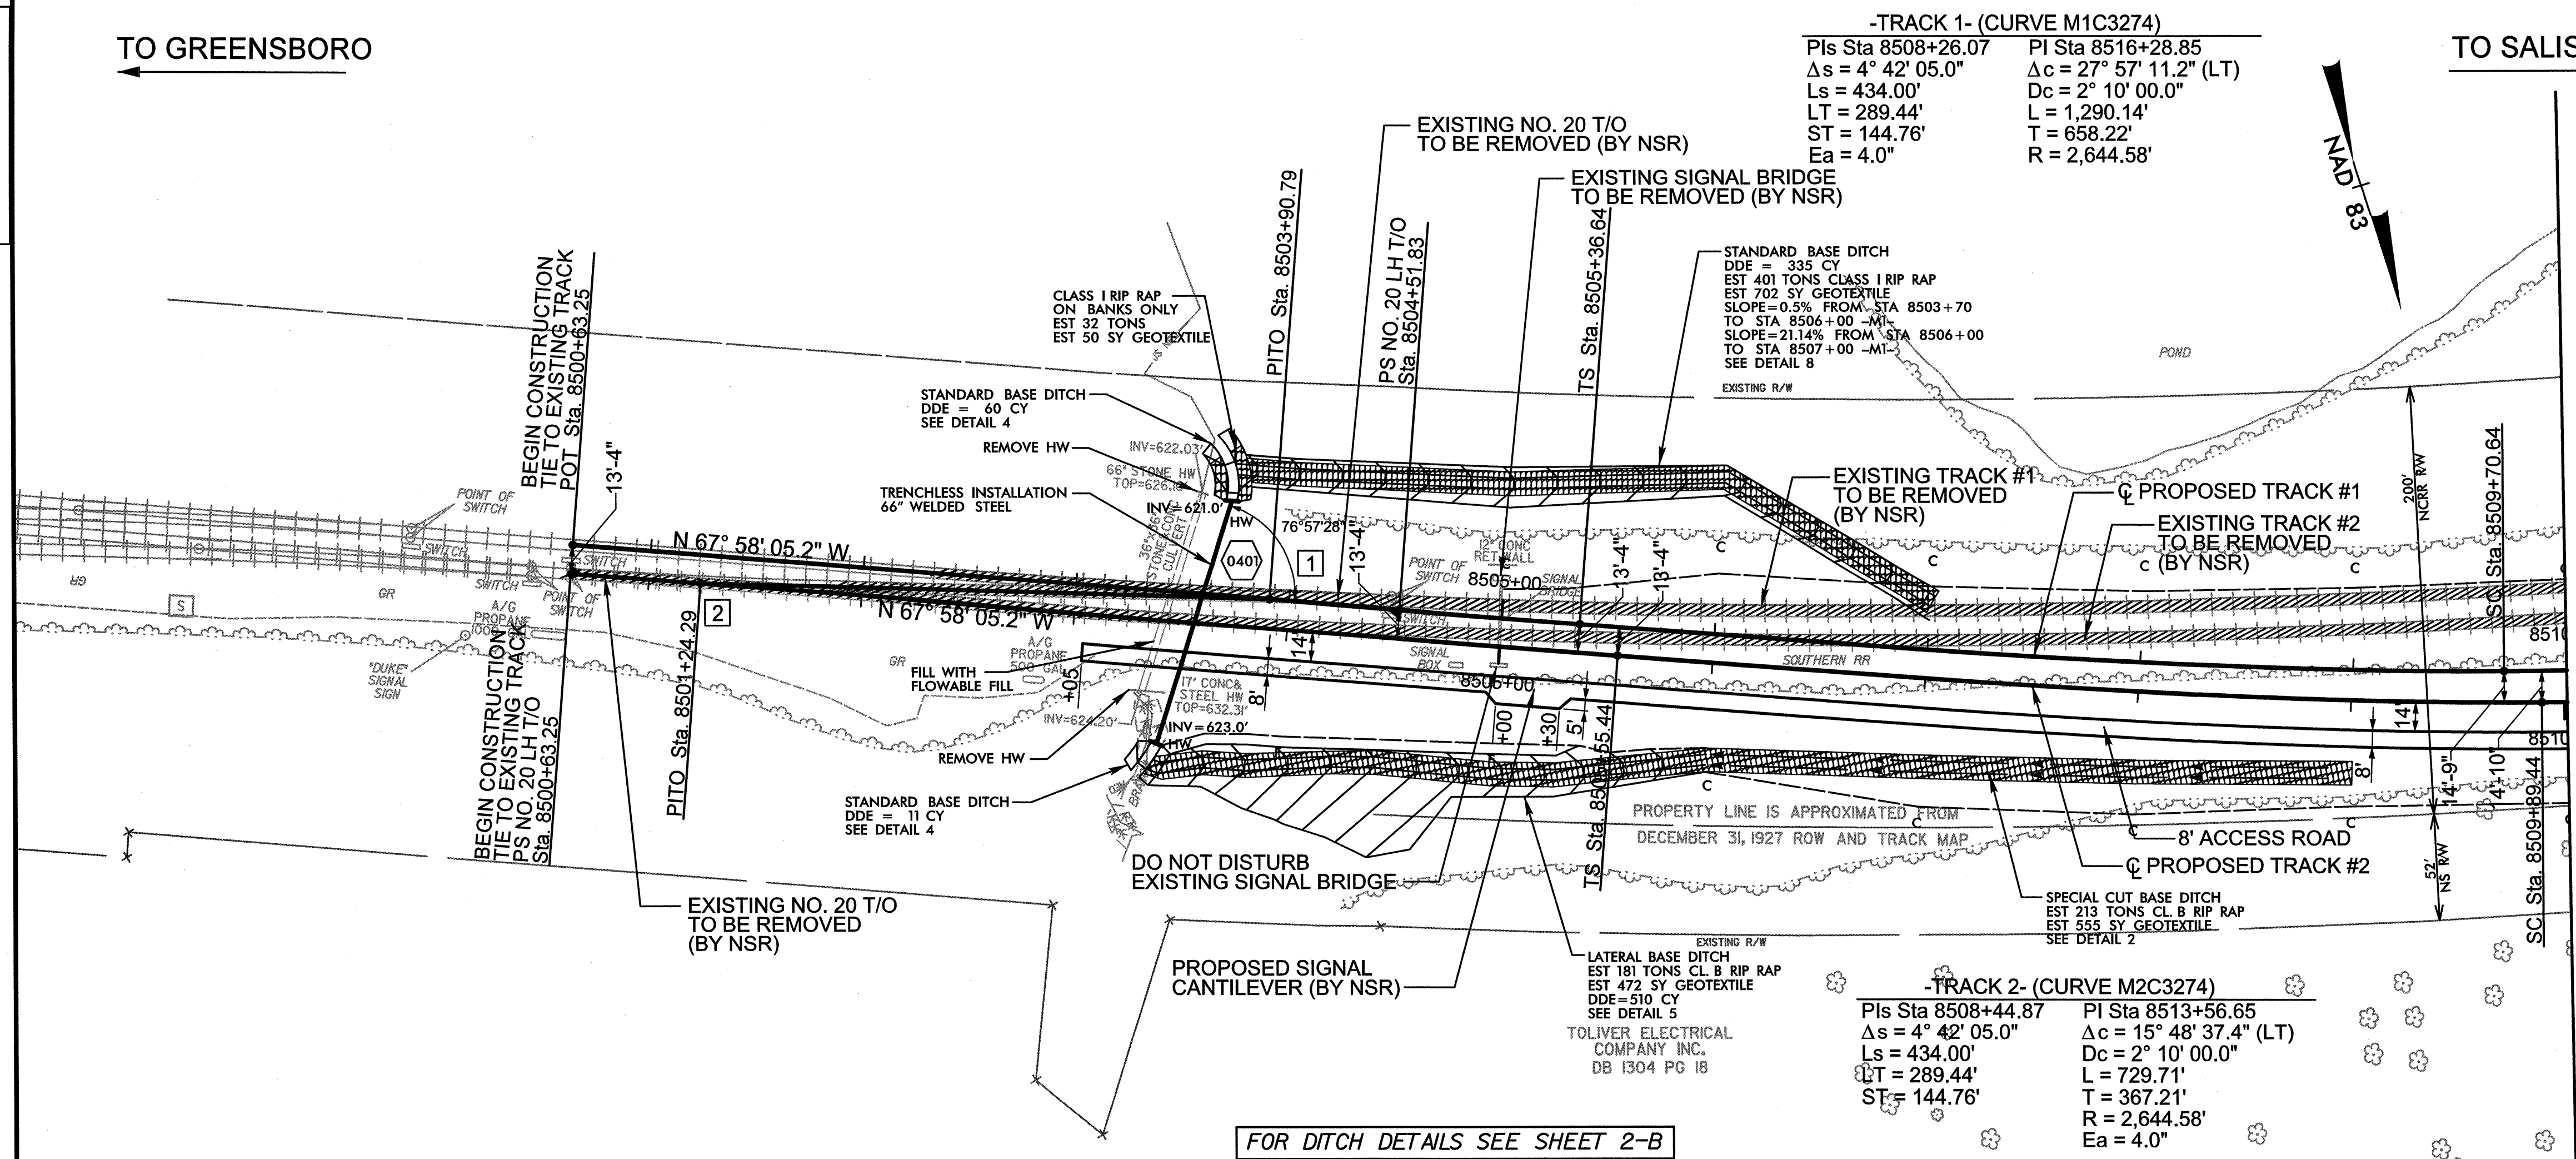 TO GREENSBORO
-TRACK 1- (CURVE M1C3274)
PIs Sta 8508+26.07
Δs = 4° 42' 05.0"
Ls = 434.00'
LT = 289.44'
ST = 144.76'
Ea = 4.0"
PI Sta 8516+28.85
Δc = 27° 57' 11.2" (LT)
Dc = 2° 10' 00.0"
L = 1,290.14'
T = 658.22'
R = 2,644.58'
TO SALIS
NAD 83
EXISTING NO. 20 T/O
TO BE REMOVED (BY NSR)
EXISTING SIGNAL BRIDGE
TO BE REMOVED (BY NSR)
BEGIN CONSTRUCTION
TIE TO EXISTING TRACK
POT Sta. 8500+63.25
13'-4"
CLASS I RIP RAP
ON BANKS ONLY
EST 32 TONS
EST 50 SY GEOTEXTILE
PITO Sta. 8503+90.79
PS NO. 20 LH T/O
Sta. 8504+51.83
TS Sta. 8505+36.64
STANDARD BASE DITCH
DDE = 335 CY
EST 401 TONS CLASS I RIP RAP
EST 702 SY GEOTEXTILE
SLOPE=0.5% FROM STA 8503+70
TO STA 8506+00 -M1-
SLOPE=21.14% FROM STA 8506+00
TO STA 8507+00 -M1-
SEE DETAIL 8
EXISTING R/W
POND
STANDARD BASE DITCH
DDE = 60 CY
SEE DETAIL 4
REMOVE HW
INV=622.03'
66" STONE HW
TRENCHLESS INSTALLATION
66" WELDED STEEL
INV=621.0'
HW
76°57'28"
0401
1
13'-4"
12" CONC
RET WALL
POINT OF
SWITCH
SWITCH
8505+00
SIGNAL
BRIDGE
13'-4"
13'-4"
EXISTING TRACK #1
TO BE REMOVED
(BY NSR)
℄ PROPOSED TRACK #1
EXISTING TRACK #2
TO BE REMOVED
(BY NSR)
200'
NCRR R/W
SC Sta. 8509+70.64
C
C
C
C
POINT OF
SWITCH
SWITCH
SWITCH
SWITCH
POINT OF
SWITCH
N 67° 58' 05.2" W
N 67° 58' 05.2" W
GR
GR
GR
S
A/G
PROPANE
"DUKE"
SIGNAL
SIGN
2
PITO Sta. 8501+24.29
BEGIN CONSTRUCTION
TIE TO EXISTING TRACK
PS NO. 20 LH T/O
Sta. 8500+63.25
A/G
PROPANE
500 GAL
FILL WITH
FLOWABLE FILL
+05
14'
8'
17' CONC&
STEEL HW
TOP=632.31'
INV=624.20'
INV=623.0'
HW
REMOVE HW
STANDARD BASE DITCH
DDE = 11 CY
SEE DETAIL 4
SIGNAL
BOX
SOUTHERN RR
+00
+30
5'
8510
8510
14'
8'
14'-9"
14'-10"
PROPERTY LINE IS APPROXIMATED FROM
DECEMBER 31, 1927 ROW AND TRACK MAP
C
C
C
C
8' ACCESS ROAD
℄ PROPOSED TRACK #2
52'
NS R/W
SC Sta. 8509+89.44
DO NOT DISTURB
EXISTING SIGNAL BRIDGE
EXISTING NO. 20 T/O
TO BE REMOVED
(BY NSR)
PROPOSED SIGNAL
CANTILEVER (BY NSR)
EXISTING R/W
LATERAL BASE DITCH
EST 181 TONS CL. B RIP RAP
EST 472 SY GEOTEXTILE
DDE=510 CY
SEE DETAIL 5
SPECIAL CUT BASE DITCH
EST 213 TONS CL. B RIP RAP
EST 555 SY GEOTEXTILE
SEE DETAIL 2
TOLIVER ELECTRICAL
COMPANY INC.
DB 1304 PG 18
-TRACK 2- (CURVE M2C3274)
PIs Sta 8508+44.87
Δs = 4° 42' 05.0"
Ls = 434.00'
LT = 289.44'
ST = 144.76'
PI Sta 8513+56.65
Δc = 15° 48' 37.4" (LT)
Dc = 2° 10' 00.0"
L = 729.71'
T = 367.21'
R = 2,644.58'
Ea = 4.0"
FOR DITCH DETAILS SEE SHEET 2-B